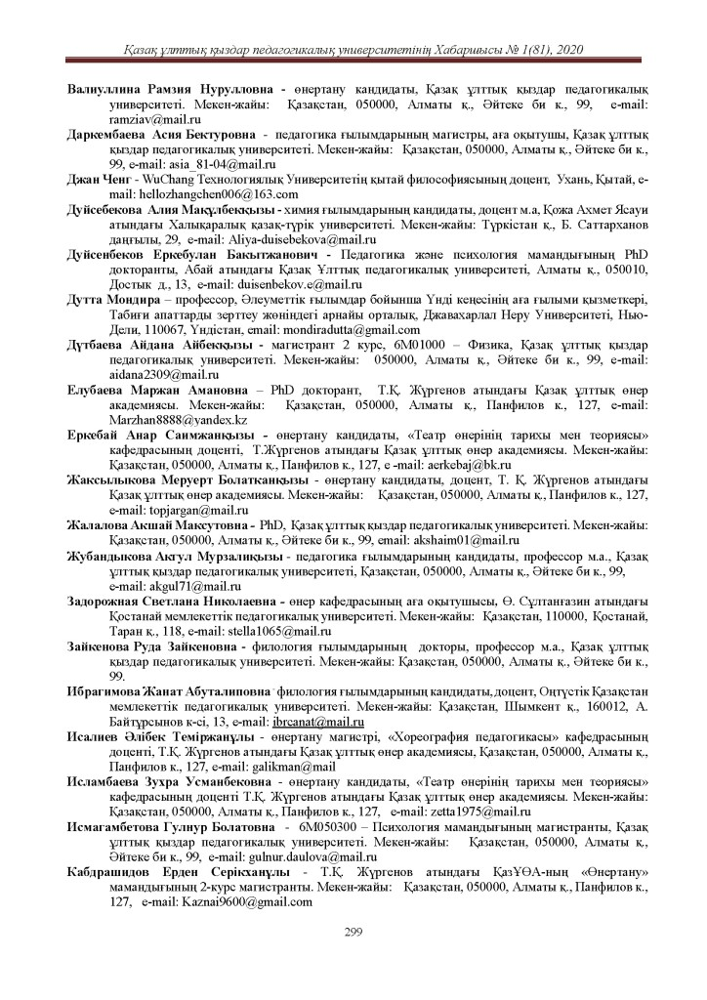 Қазақ ұлттық қыздар педагогикалық университетінің Хабаршысы № 1(81), 2020
Валиуллина Рамзия Нурулловна - өнертану кандидаты, Қазақ ұлттық қыздар педагогикалық
университеті. Мекен-жайы: Қазақстан, 050000, Алматы қ., Әйтеке би к., 99, e-mail:
ramziav@mail.ru
Даркембаева Асия Бектуровна - педагогика ғылымдарының магистры, аға оқытушы, Қазақ ұлттық
қыздар педагогикалық университеті. Мекен-жайы: Қазақстан, 050000, Алматы қ., Әйтеке би к.,
99, e-mail: asia_81-04@mail.ru
Джан Ченг - WuChang Технологиялық Университетің қытай философиясының доцент, Ухань, Қытай, e-
mail: hellozhangchen006@163.com
Дуйсебекова Алия Мақұлбекқызы - химия ғылымдарының кандидаты, доцент м.а, Қожа Ахмет Ясауи
атындағы Халықаралық қазақ-түрік университеті. Мекен-жайы: Түркістан қ., Б. Саттарханов
даңғылы, 29, e-mail: Aliya-duisebekova@mail.ru
Дуйсенбеков Еркебулан Бакытжанович - Педагогика және психология мамандығының PhD
докторанты, Абай атындағы Қазақ Ұлттық педагогикалық университеті, Алматы қ., 050010,
Достык д., 13, e-mail: duisenbekov.e@mail.ru
Дутта Мондира – профессор, Әлеуметтік ғылымдар бойынша Үнді кеңесінің аға ғылыми қызметкері,
Табиғи апаттарды зерттеу жөніндегі арнайы орталық, Джавахарлал Неру Университеті, Нью-
Дели, 110067, Үндістан, email: mondiradutta@gmail.com
Дүтбаева Айдана Айбекқызы - магистрант 2 курс, 6М01000 – Физика, Қазақ ұлттық қыздар
педагогикалық университеті. Мекен-жайы: 050000, Алматы қ., Әйтеке би к., 99, e-mail:
aidana2309@mail.ru
Елубаева Маржан Амановна – PhD докторант, Т.Қ. Жүргенов атындағы Қазақ ұлттық өнер
академиясы. Мекен-жайы: Қазақстан, 050000, Алматы қ., Панфилов к., 127, e-mail:
Marzhan8888@yandex.kz
Еркебай Анар Саимжанқызы - өнертану кандидаты, «Театр өнерінің тарихы мен теориясы»
кафедрасының доценті, Т.Жүргенов атындағы Қазақ ұлттық өнер академиясы. Мекен-жайы:
Қазақстан, 050000, Алматы қ., Панфилов к., 127, e -mail: aerkebaj@bk.ru
Жаксылыкова Меруерт Болатканқызы - өнертану кандидаты, доцент, Т. Қ. Жүргенов атындағы
Қазақ ұлттық өнер академиясы. Мекен-жайы: Қазақстан, 050000, Алматы қ., Панфилов к., 127,
e-mail: topjargan@mail.ru
Жалалова Акшай Максутовна - PhD, Қазақ ұлттық қыздар педагогикалық университеті. Мекен-жайы:
Қазақстан, 050000, Алматы қ., Әйтеке би к., 99, email: akshaim01@mail.ru
Жубандыкова Актул Мурзалиқызы - педагогика ғылымдарының кандидаты, профессор м.а., Қазақ
ұлттық қыздар педагогикалық университеті, Қазақстан, 050000, Алматы қ., Әйтеке би к., 99,
e-mail: akgul71@mail.ru
Задорожная Светлана Николаевна - өнер кафедрасының аға оқытушысы, Ө. Сұлтанғазин атындағы
Қостанай мемлекеттік педагогикалық университеті. Мекен-жайы: Қазақстан, 110000, Қостанай,
Таран қ., 118, e-mail: stella1065@mail.ru
Зайкенова Руда Зайкеновна - филология ғылымдарының докторы, профессор м.а., Қазақ ұлттық
қыздар педагогикалық университеті. Мекен-жайы: Қазақстан, 050000, Алматы қ., Әйтеке би к.,
99.
Ибрагимова Жанат Абуталиповна - филология ғылымдарының кандидаты, доцент, Оңтүстік Қазақстан
мемлекеттік педагогикалық университеті. Мекен-жайы: Қазақстан, Шымкент қ., 160012, А.
Байтұрсынов к-сі, 13, e-mail: ibrcanat@mail.ru
Исалиев Әлібек Теміржанұлы - өнертану магистрі, «Хореография педагогикасы» кафедрасының
доценті, Т.Қ. Жүргенов атындағы Қазақ ұлттық өнер академиясы, Қазақстан, 050000, Алматы қ.,
Панфилов к., 127, e-mail: galikman@mail
Исламбаева Зухра Усманбековна - өнертану кандидаты, «Театр өнерінің тарихы мен теориясы»
кафедрасының доценті Т.Қ. Жүргенов атындағы Қазақ ұлттық өнер академиясы. Мекен-жайы:
Қазақстан, 050000, Алматы қ., Панфилов к., 127, e-mail: zetta1975@mail.ru
Исмагамбетова Гулнур Болатовна - 6М050300 – Психология мамандығының магистранты, Қазақ
ұлттық қыздар педагогикалық университеті. Мекен-жайы: Қазақстан, 050000, Алматы қ.,
Әйтеке би к., 99, e-mail: gulnur.daulova@mail.ru
Кабдрашидов Ерден Серікханұлы - Т.Қ. Жүргенов атындағы ҚазҰӨА-ның «Өнертану»
мамандығының 2-курс магистранты. Мекен-жайы: Қазақстан, 050000, Алматы қ., Панфилов к.,
127, e-mail: Kaznai9600@gmail.com
299